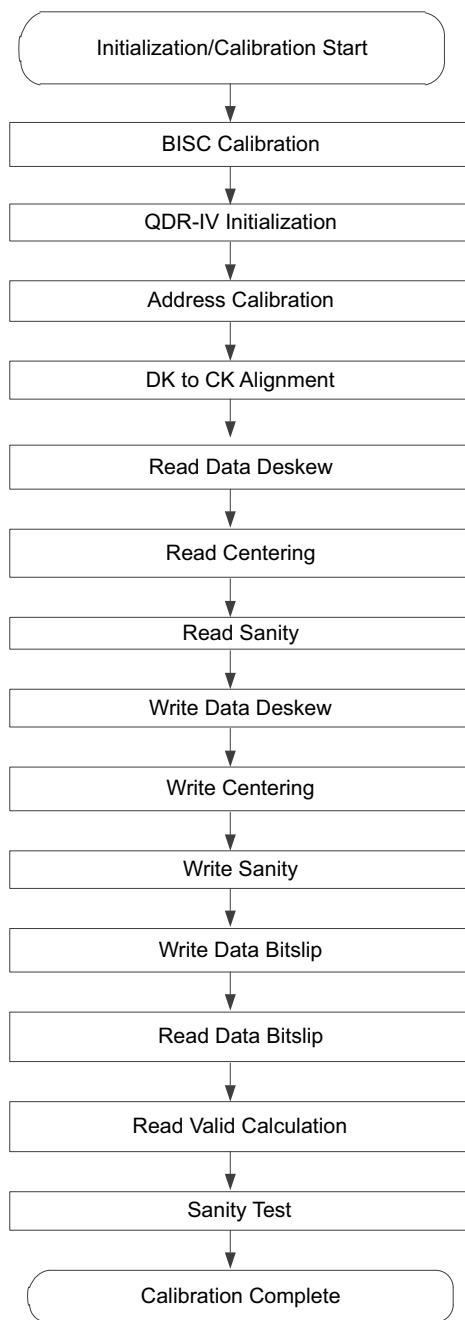 Initialization/Calibration Start
BISC Calibration
QDR-IV Initialization
Address Calibration
DK to CK Alignment
Read Data Deskew
Read Centering
Read Sanity
Write Data Deskew
Write Centering
Write Sanity
Write Data Bitslip
Read Data Bitslip
Read Valid Calculation
Sanity Test
Calibration Complete